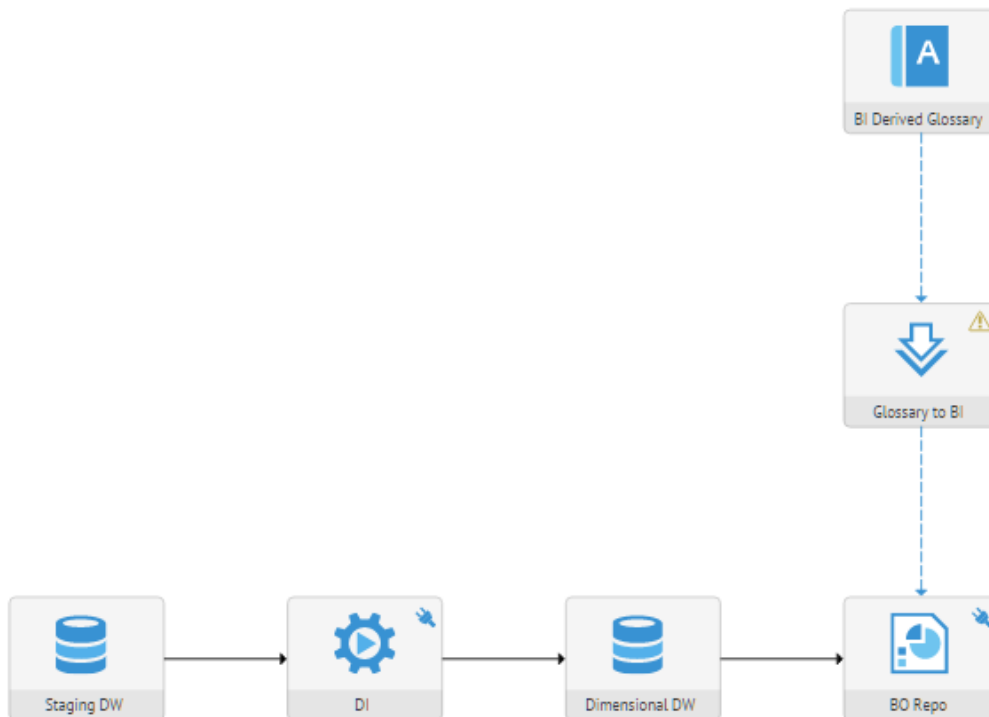 A
BI Derived Glossary
Glossary to BI
Staging DW
DI
Dimensional DW
BO Repo